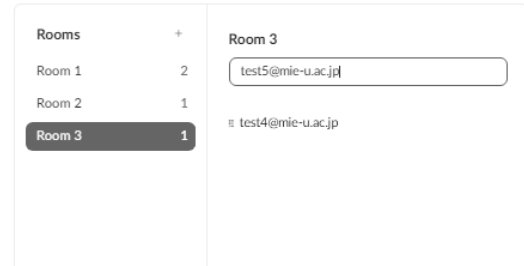 Rooms +
Room 1 2
Room 2 1
Room 3 1
Room 3
test5@mie-u.ac.jp
test4@mie-u.ac.jp